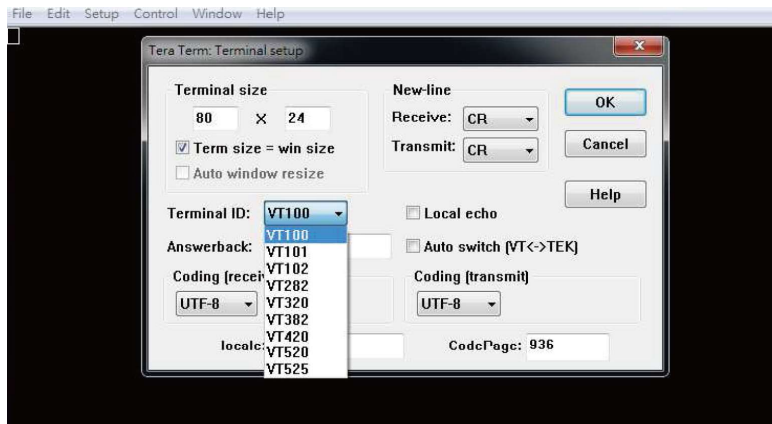 File Edit Setup Control Window Help
Tera Term: Terminal setup
x
Terminal size
80 x 24
Term size = win size
Auto window resize
New-line
Receive: CR
Transmit: CR
OK
Cancel
Help
Terminal ID: VT100
VT100
VT101
VT102
VT282
VT320
VT382
VT420
VT520
VT525
Local echo
Answerback:
Auto switch (VT<->TEK)
Coding (recei
UTF-8
Coding (transmit)
UTF-8
locale:
CodePage: 936